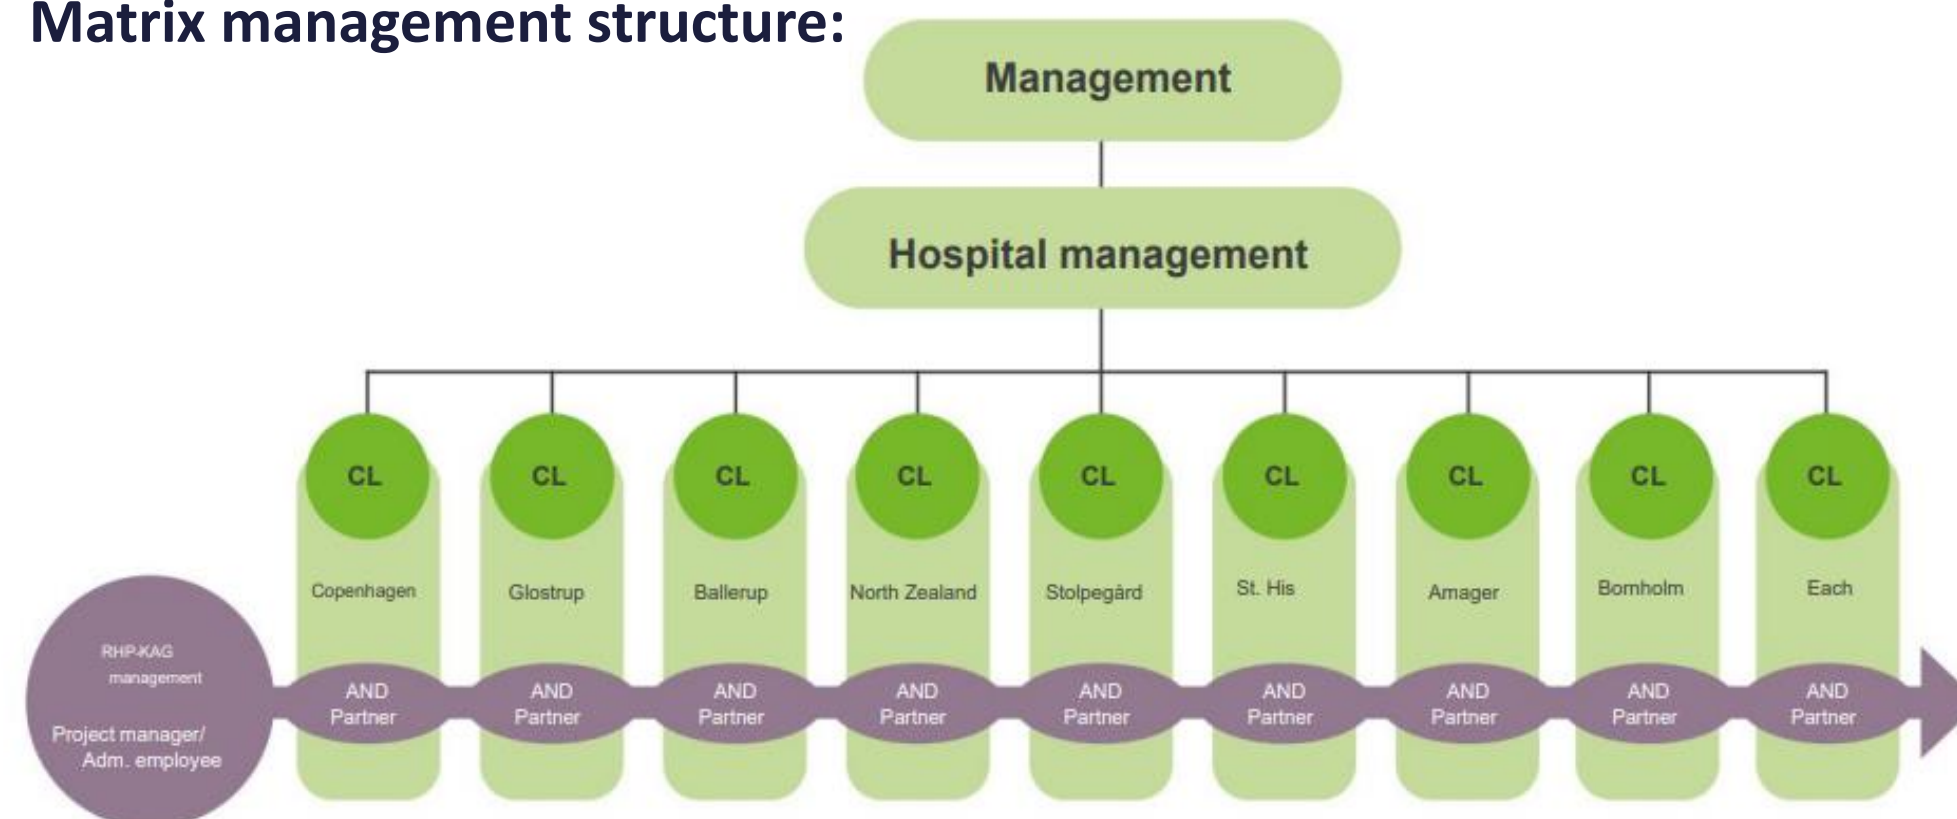 Matrix management structure:
Management
Hospital management
CL CL CL CL CL CL CL CL CL
Copenhagen Glostrup Ballerup North Zealand Stolpegård St. His Amager Bornholm Each
RHP-KAG
management
Project manager/
Adm. employee
AND AND AND AND AND AND AND AND AND
Partner Partner Partner Partner Partner Partner Partner Partner Partner